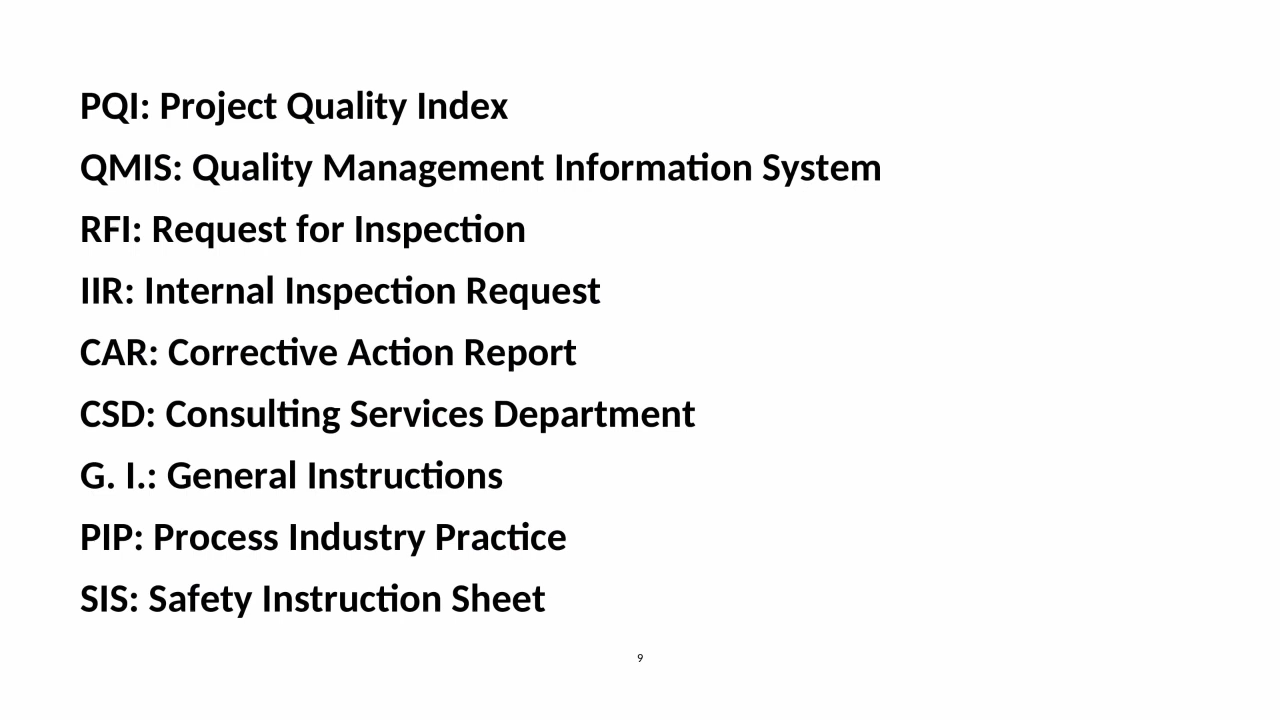 PQI: Project Quality Index
QMIS: Quality Management Information System
RFI: Request for Inspection
IIR: Internal Inspection Request
CAR: Corrective Action Report
CSD: Consulting Services Department
G. I.: General Instructions
PIP: Process Industry Practice
SIS: Safety Instruction Sheet
9